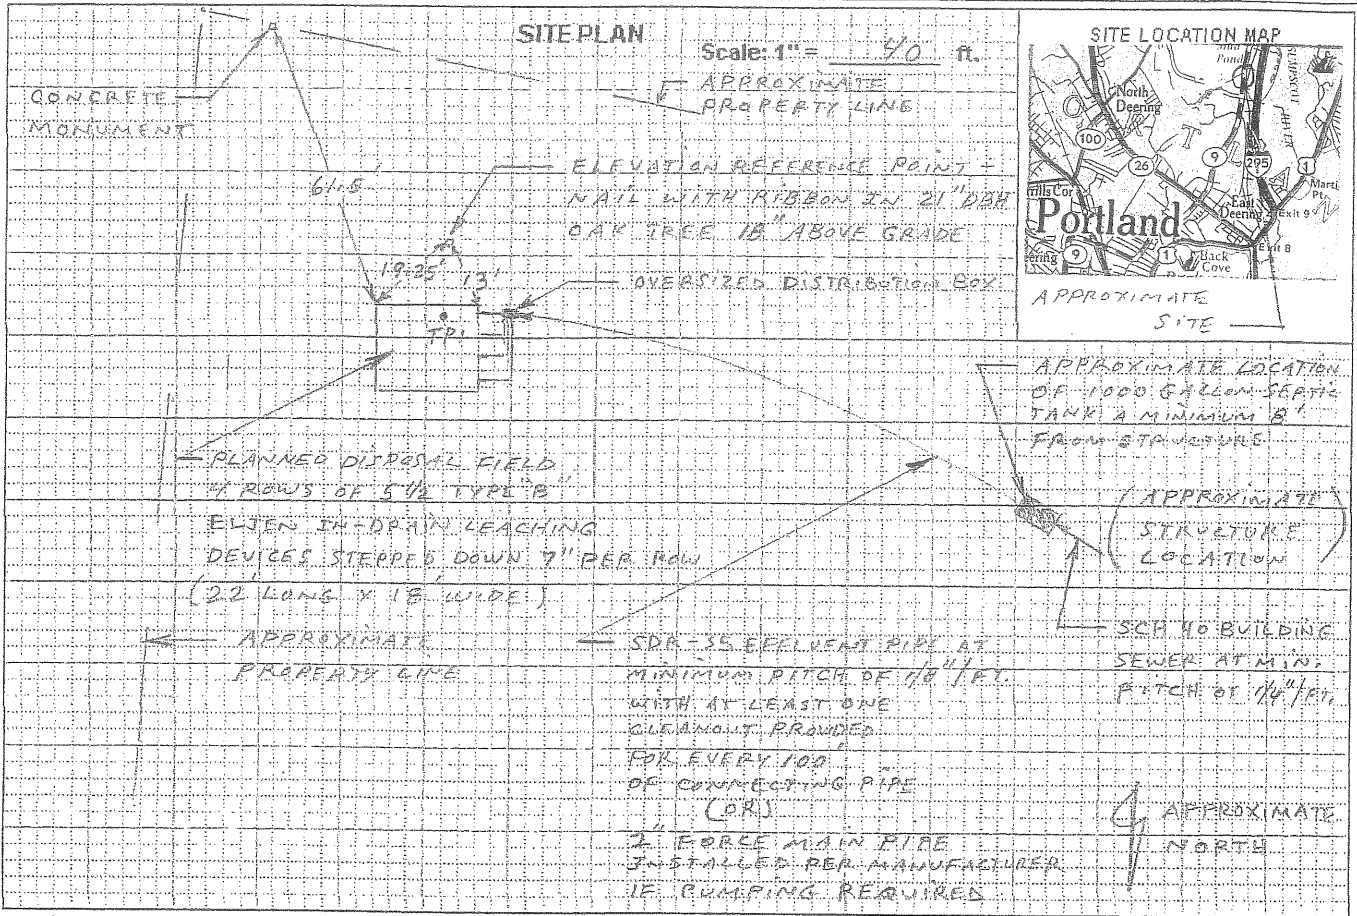 SITE PLAN
Scale: 1" = 40 ft.
SITE LOCATION MAP
Pond
North
Deering
100
26
9
295
1
East
Deering
Exit 9
Exit 8
Portland
9
1
Back
Cove
APPROXIMATE
SITE
CONCRETE
MONUMENT
APPROXIMATE
PROPERTY LINE
61.5'
ELEVATION REFERENCE POINT -
NAIL WITH RIBBON IN 21" DBH
OAK TREE 18" ABOVE GRADE
19.35'
13'
OVERSIZED DISTRIBUTION BOX
TP1
APPROXIMATE LOCATION
OF 1000 GALLON SEPTIC
TANK A MINIMUM 8'
FROM STRUCTURE
PLANNED DISPOSAL FIELD
4 ROWS OF 5 1/2 TYPE "B"
ELJEN IN-DRAIN LEACHING
DEVICES STEPPED DOWN 7" PER ROW
(22' LONG X 18' WIDE)
(APPROXIMATE
STRUCTURE
LOCATION)
APPROXIMATE
PROPERTY LINE
SDR-35 EFFLUENT PIPE AT
MINIMUM PITCH OF 1/8"/FT.
WITH AT LEAST ONE
CLEANOUT PROVIDED
FOR EVERY 100'
OF CONNECTING PIPE
(OR)
2" FORCE MAIN PIPE
INSTALLED PER MANUFACTURER
IF PUMPING REQUIRED
SCH 40 BUILDING
SEWER AT MIN.
PITCH OF 1/4"/FT.
APPROXIMATE
NORTH